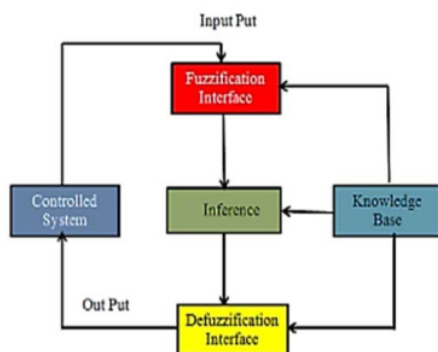 Input Put
Fuzzification
Interface
Controlled
System
Inference
Knowledge
Base
Out Put
Defuzzification
Interface